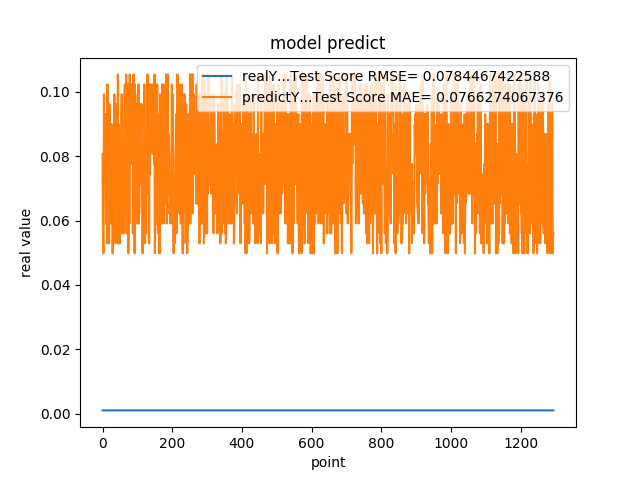 model predict
realY...Test Score RMSE= 0.0784467422588
predictY...Test Score MAE= 0.0766274067376
real value
0.10
0.08
0.06
0.04
0.02
0.00
0 200 400 600 800 1000 1200
point